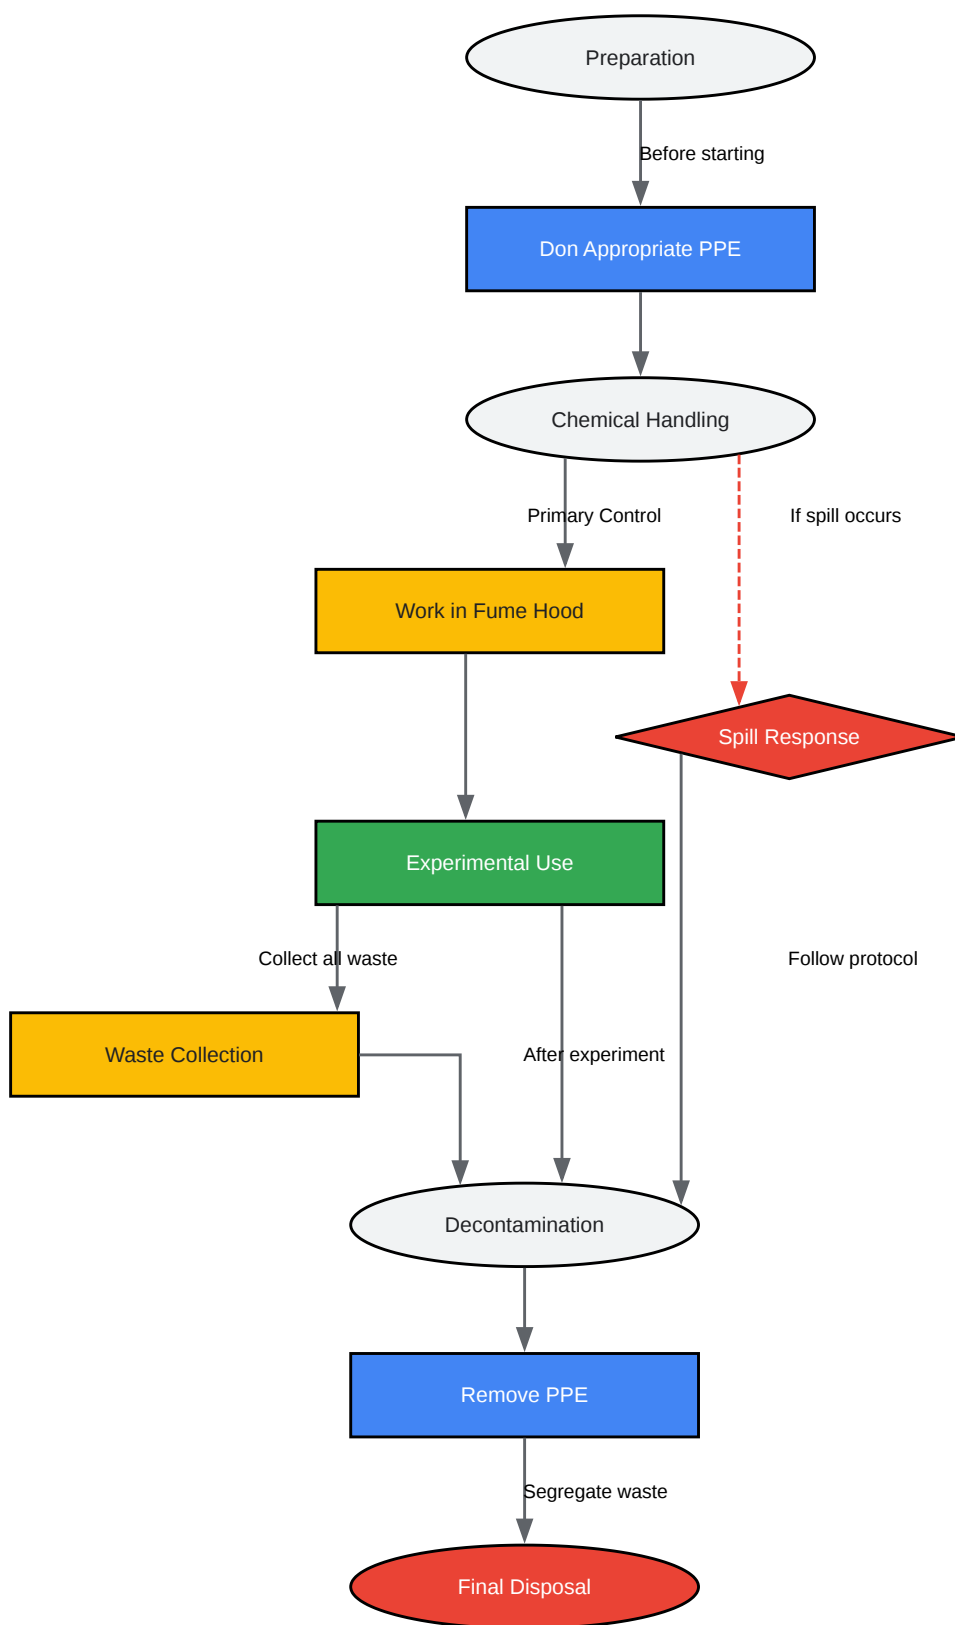 Preparation
Before starting
Don Appropriate PPE
Chemical Handling
Primary Control
If spill occurs
Work in Fume Hood
Spill Response
Experimental Use
Collect all waste
Follow protocol
Waste Collection
After experiment
Decontamination
Remove PPE
Segregate waste
Final Disposal